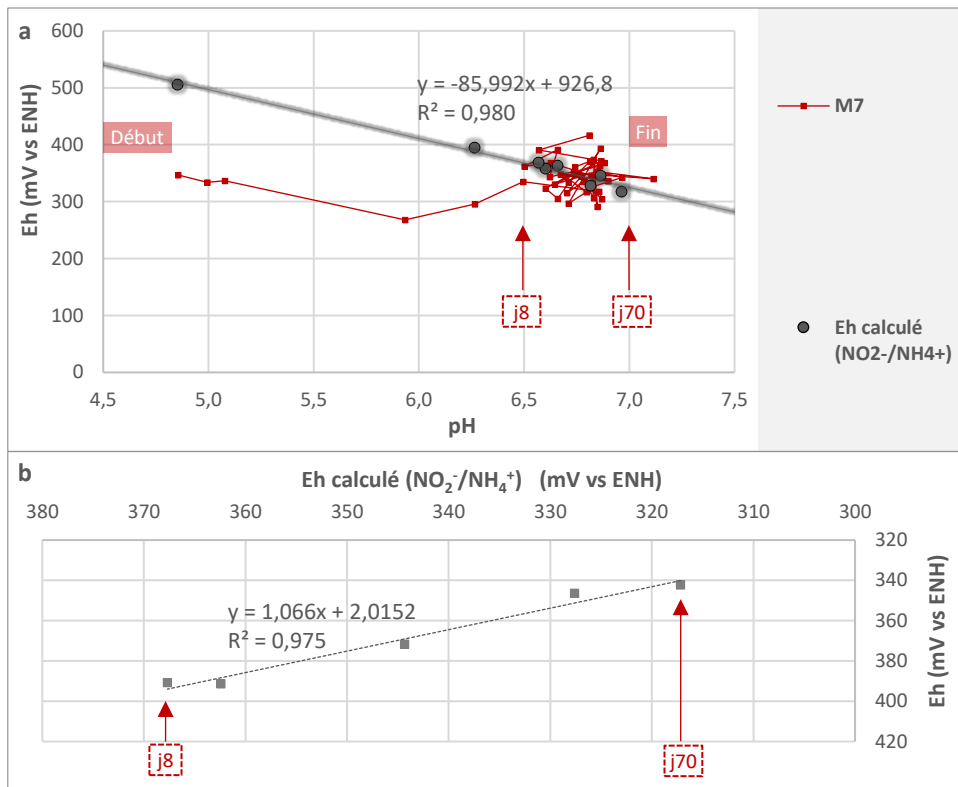 a
600
500
400
300
200
100
0
Eh (mV vs ENH)
y = -85,992x + 926,8
R² = 0,980
Début
Fin
j8
j70
4,5
5,0
5,5
6,0
6,5
7,0
7,5
pH
M7
Eh calculé
(NO2-/NH4+)
b
Eh calculé (NO₂⁻/NH₄⁺) (mV vs ENH)
380
370
360
350
340
330
320
310
300
320
340
360
380
400
420
Eh (mV vs ENH)
y = 1,066x + 2,0152
R² = 0,975
j8
j70